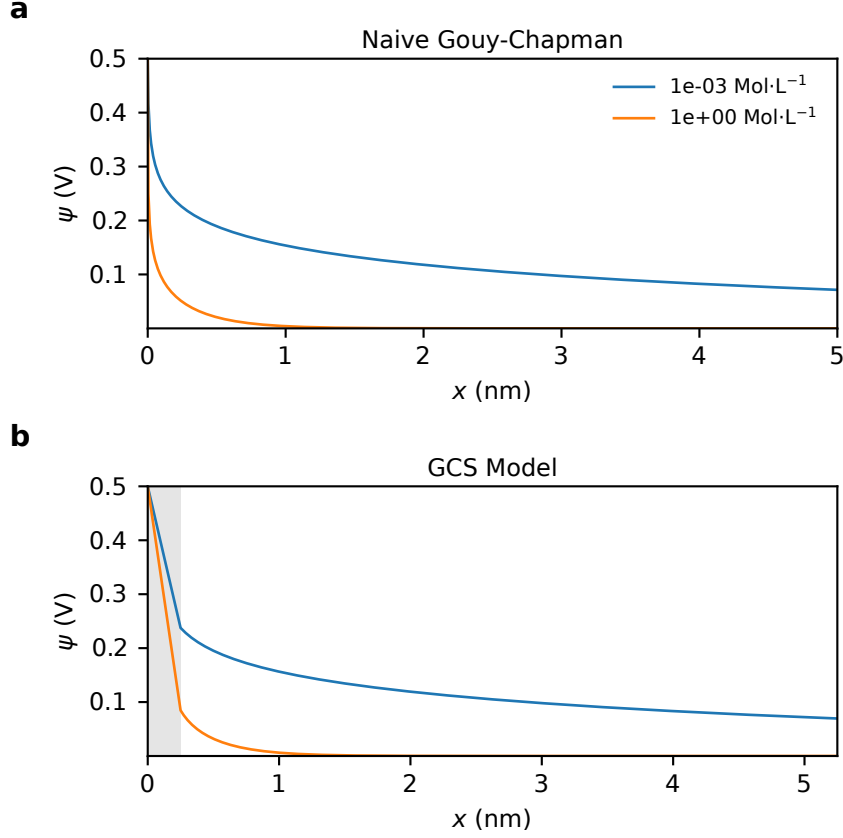 a
Naive Gouy-Chapman
0.5
0.4
0.3
0.2
0.1
ψ (V)
1e-03 Mol·L⁻¹
1e+00 Mol·L⁻¹
0 1 2 3 4 5
x (nm)
b
GCS Model
0.5
0.4
0.3
0.2
0.1
ψ (V)
0 1 2 3 4 5
x (nm)